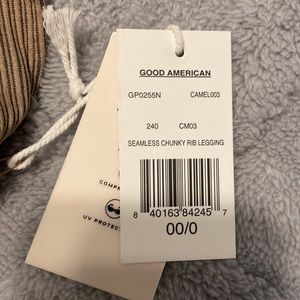 GOOD AMERICAN
GP0255N CAMEL003
240 CM03
SEAMLESS CHUNKY RIB LEGGING
8 40163 84245 7
00/0
COMP
UV PROTEC